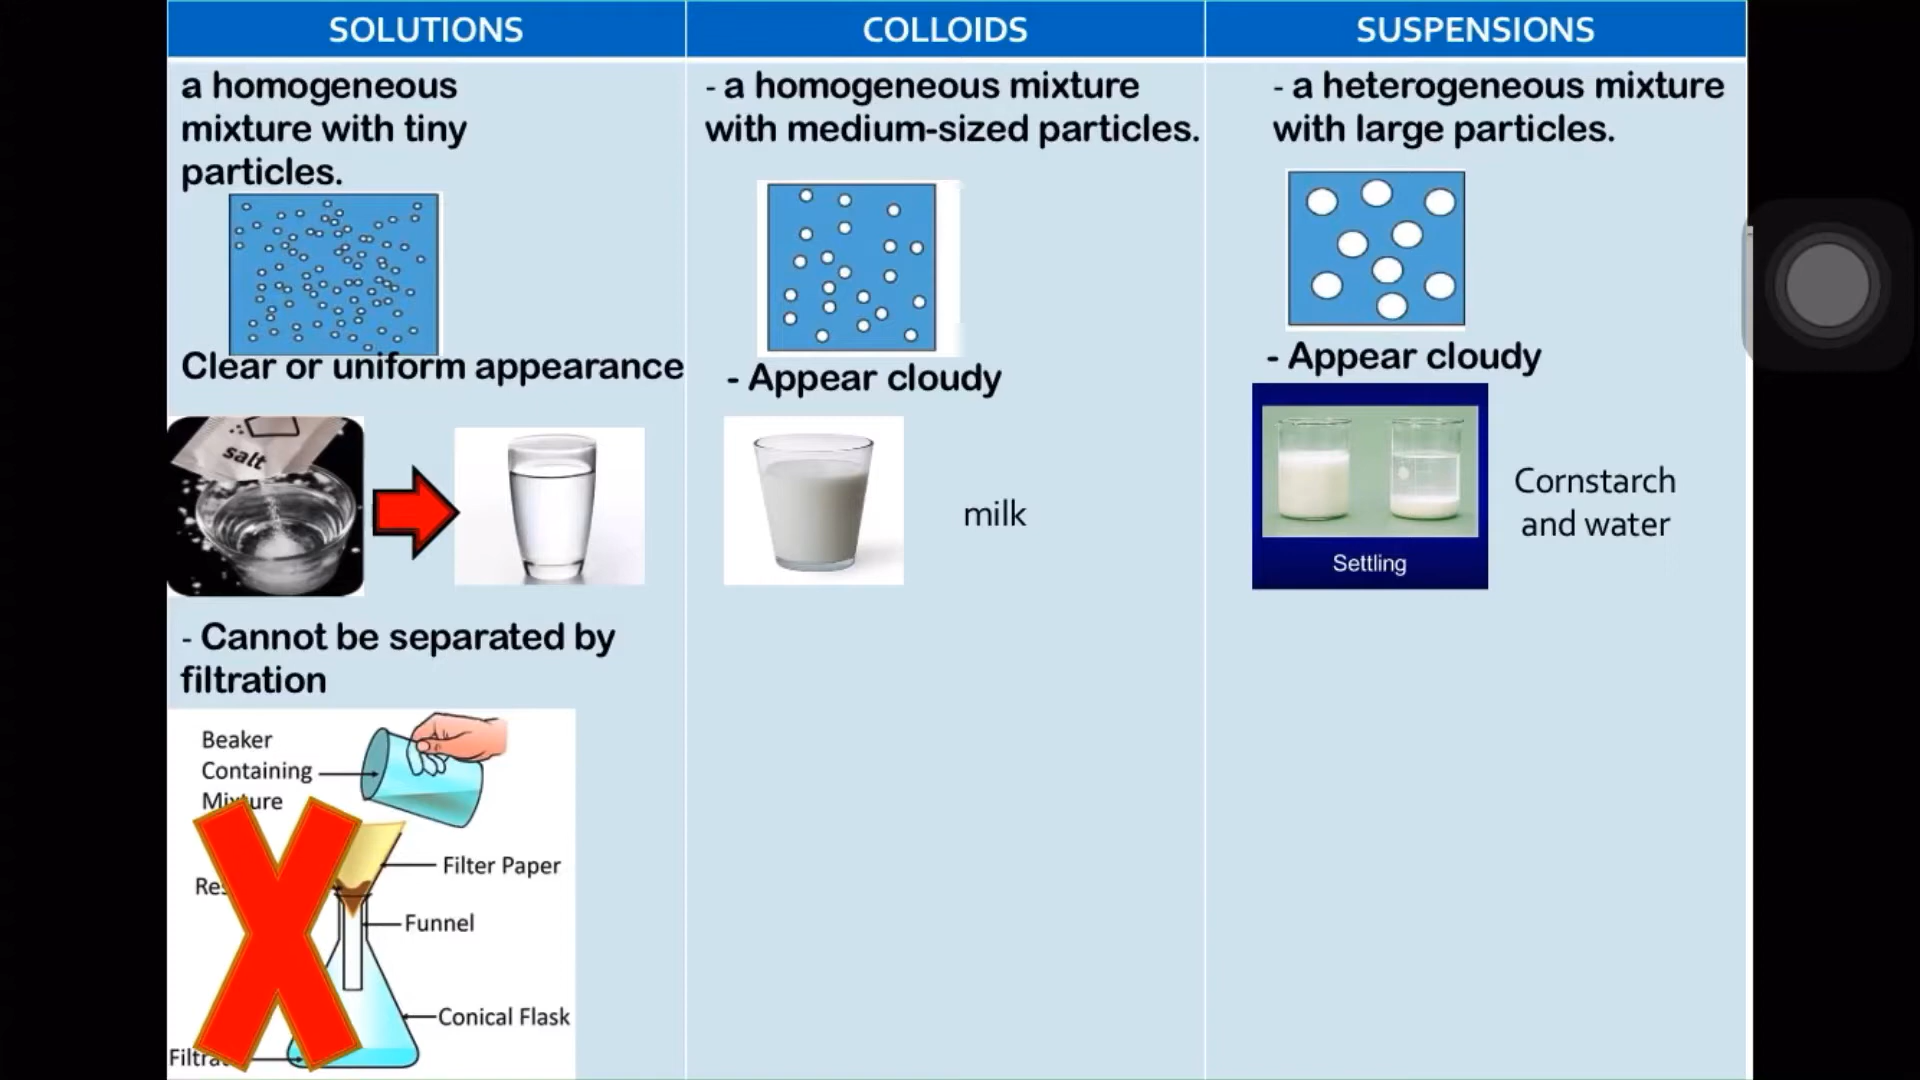 SOLUTIONS
COLLOIDS
SUSPENSIONS
a homogeneous
mixture with tiny
particles.
Clear or uniform appearance
salt
- Cannot be separated by
filtration
Beaker
Containing
Mixture
Filter Paper
Funnel
Conical Flask
- a homogeneous mixture
with medium-sized particles.
- Appear cloudy
milk
- a heterogeneous mixture
with large particles.
- Appear cloudy
Settling
Cornstarch
and water